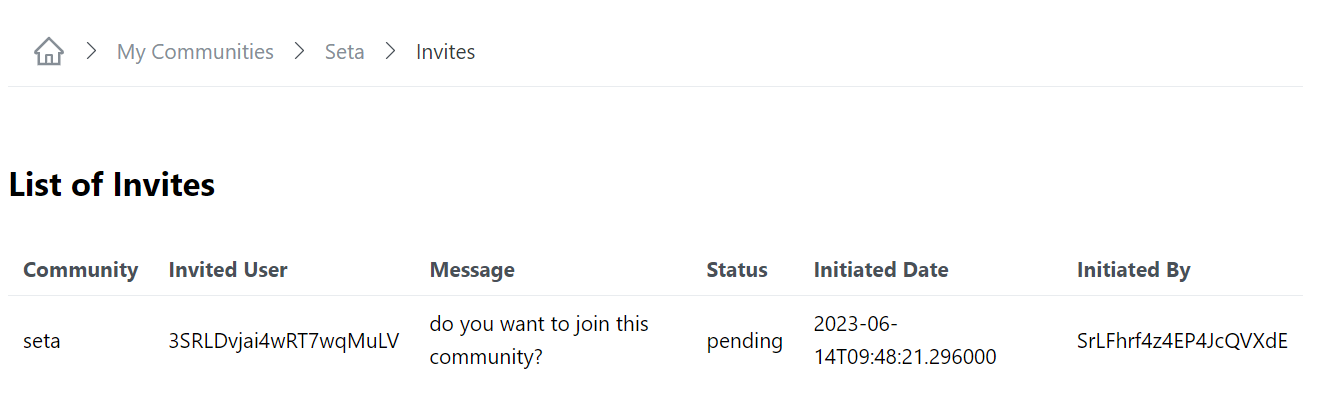 My Communities > Seta > Invites
List of Invites
Community Invited User Message Status Initiated Date Initiated By
seta 3SRLDvjai4wRT7wqMuLV do you want to join this community? pending 2023-06-14T09:48:21.296000 SrLFhrf4z4EP4JcQVXdE